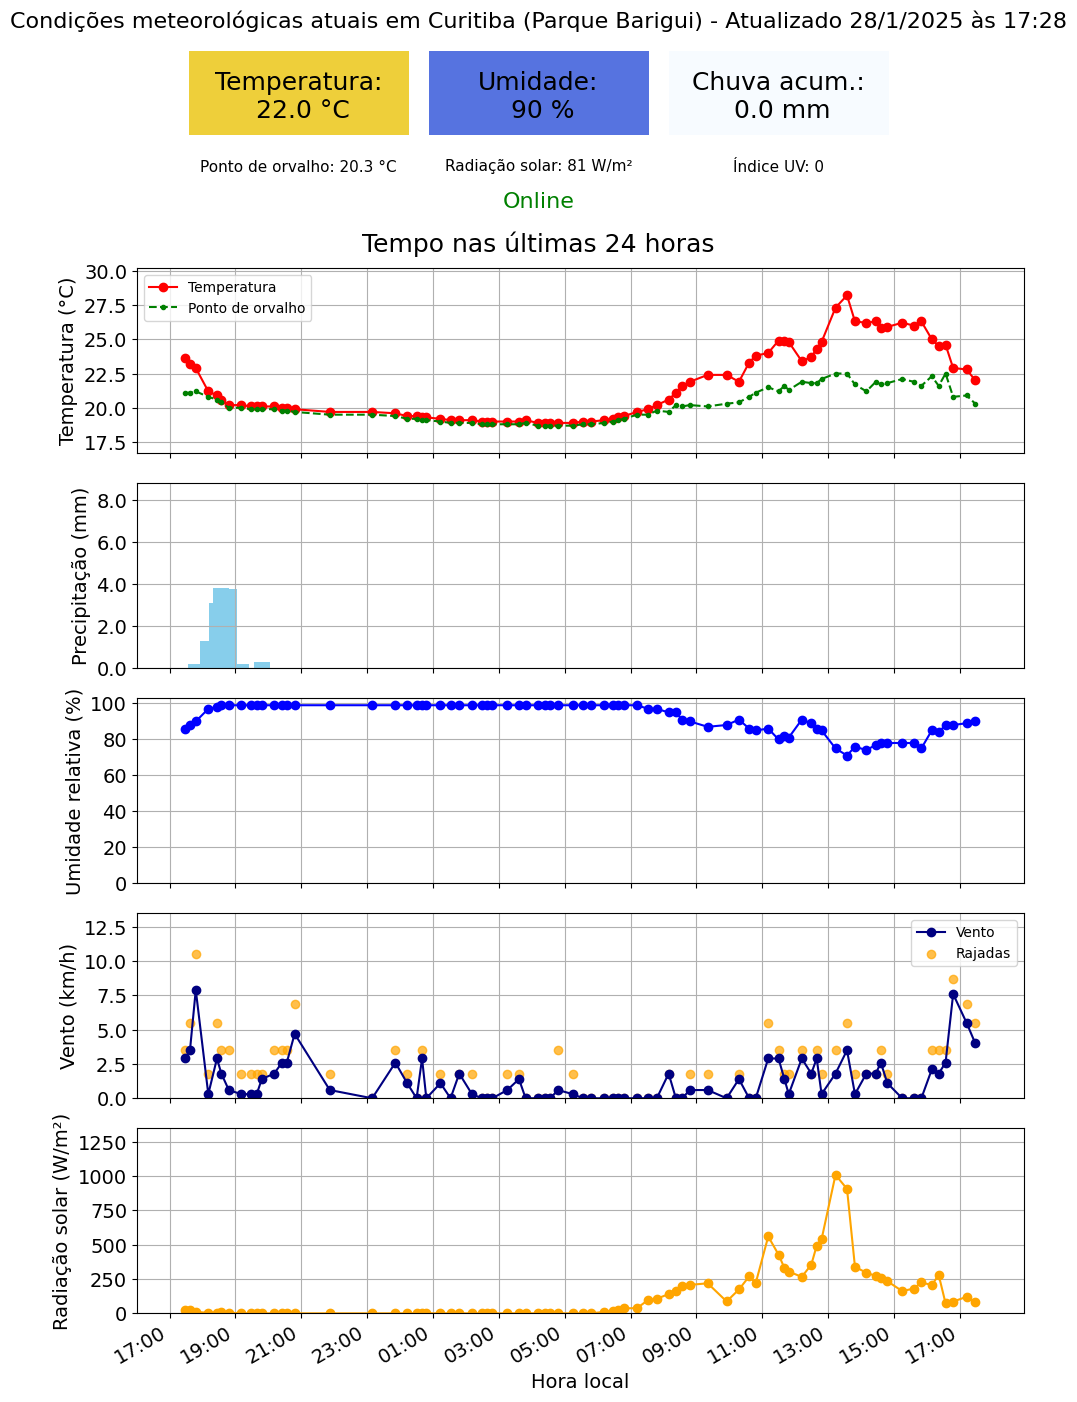 Condições meteorológicas atuais em Curitiba (Parque Barigui) - Atualizado 28/1/2025 às 17:28
Temperatura:
22.0 °C
Umidade:
90 %
Chuva acum.:
0.0 mm
Ponto de orvalho: 20.3 °C
Radiação solar: 81 W/m²
Índice UV: 0
Online
Tempo nas últimas 24 horas
Temperatura (°C)
30.0
27.5
25.0
22.5
20.0
17.5
Temperatura
Ponto de orvalho
Precipitação (mm)
8.0
6.0
4.0
2.0
0.0
Umidade relativa (%)
100
80
60
40
20
0
Vento (km/h)
12.5
10.0
7.5
5.0
2.5
0.0
Vento
Rajadas
Radiação solar (W/m²)
1250
1000
750
500
250
0
17:00
19:00
21:00
23:00
01:00
03:00
05:00
07:00
09:00
11:00
13:00
15:00
17:00
Hora local